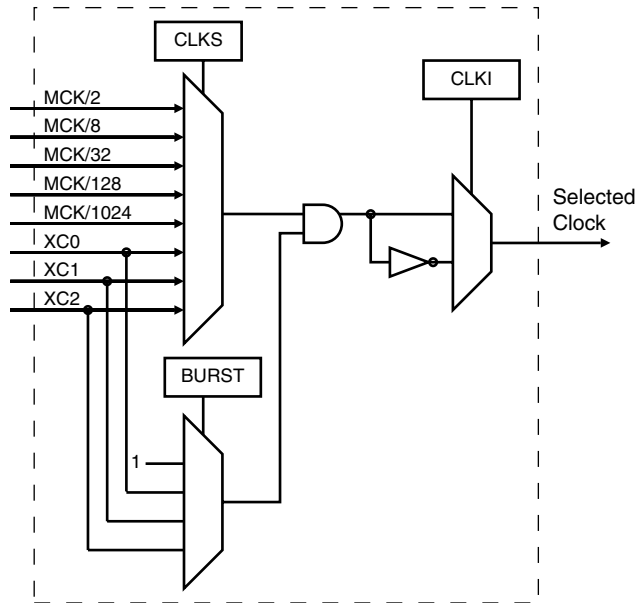 CLKS
CLKI
MCK/2
MCK/8
MCK/32
MCK/128
MCK/1024
XC0
XC1
XC2
Selected
Clock
BURST
1